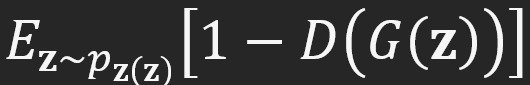 E_{𝐳∼p_{𝐳(𝐳)}}[1 − D(G(𝐳))]